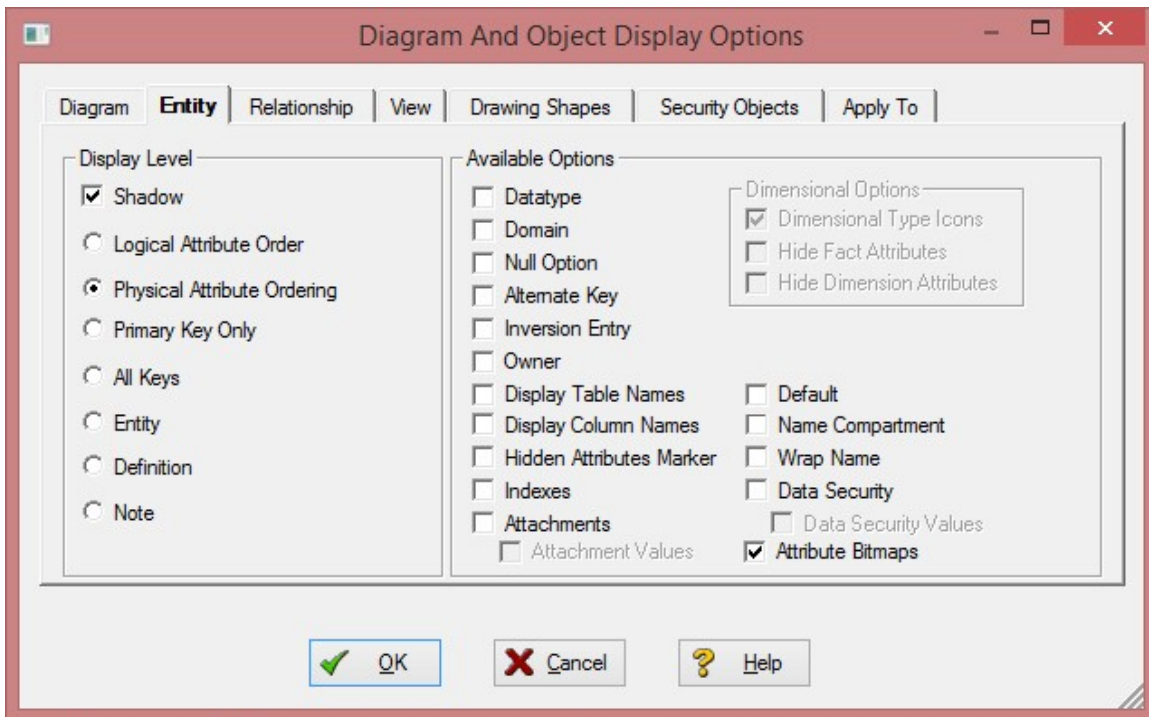 Diagram And Object Display Options
Diagram Entity Relationship View Drawing Shapes Security Objects Apply To
Display Level
Shadow
Logical Attribute Order
Physical Attribute Ordering
Primary Key Only
All Keys
Entity
Definition
Note
Available Options
Datatype
Domain
Null Option
Alternate Key
Inversion Entry
Owner
Display Table Names
Display Column Names
Hidden Attributes Marker
Indexes
Attachments
Attachment Values
Dimensional Options
Dimensional Type Icons
Hide Fact Attributes
Hide Dimension Attributes
Default
Name Compartment
Wrap Name
Data Security
Data Security Values
Attribute Bitmaps
OK Cancel Help